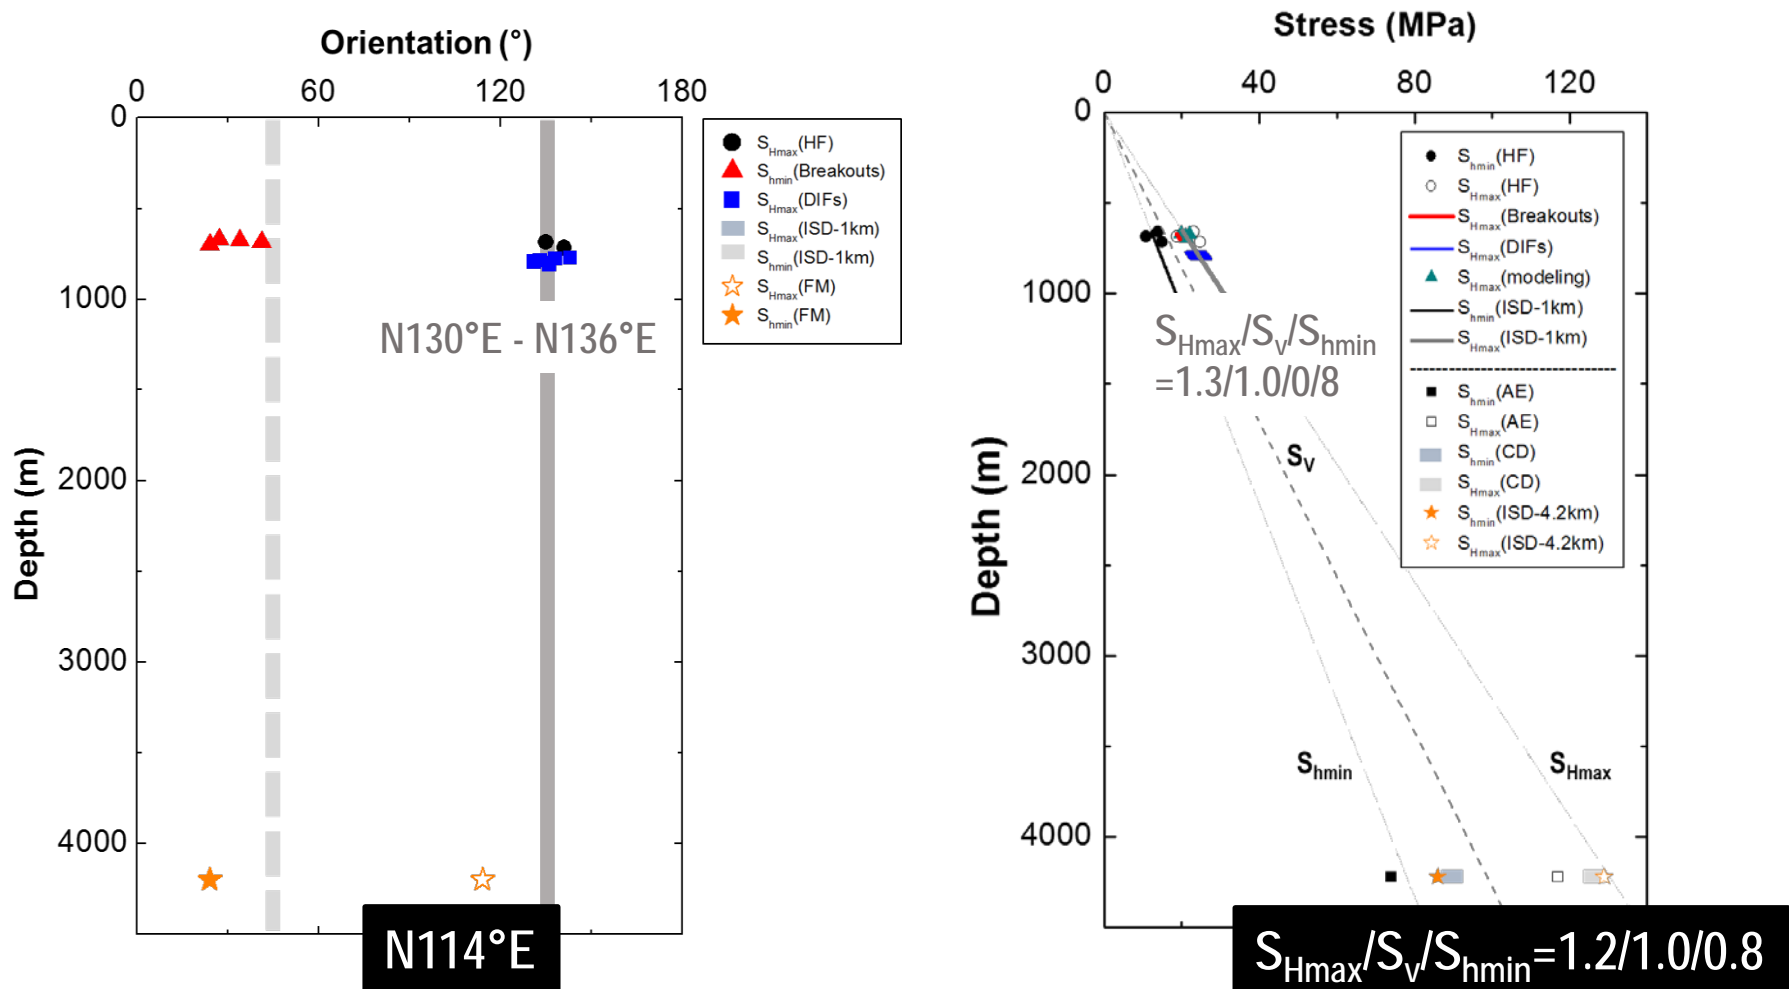 Orientation (°)
0 60 120 180
0
1000
2000
3000
4000
Depth (m)
SHmax(HF)
Shmin(Breakouts)
SHmax(DIFs)
SHmax(ISD-1km)
Shmin(ISD-1km)
SHmax(FM)
Shmin(FM)
N130°E - N136°E
N114°E
Stress (MPa)
0 40 80 120
0
1000
2000
3000
4000
Depth (m)
Shmin(HF)
SHmax(HF)
SHmax(Breakouts)
SHmax(DIFs)
SHmax(modeling)
Shmin(ISD-1km)
SHmax(ISD-1km)
Shmin(AE)
SHmax(AE)
Shmin(CD)
SHmax(CD)
Shmin(ISD-4.2km)
SHmax(ISD-4.2km)
SHmax/Sv/Shmin
=1.3/1.0/0/8
SV
Shmin
SHmax
SHmax/Sv/Shmin=1.2/1.0/0.8